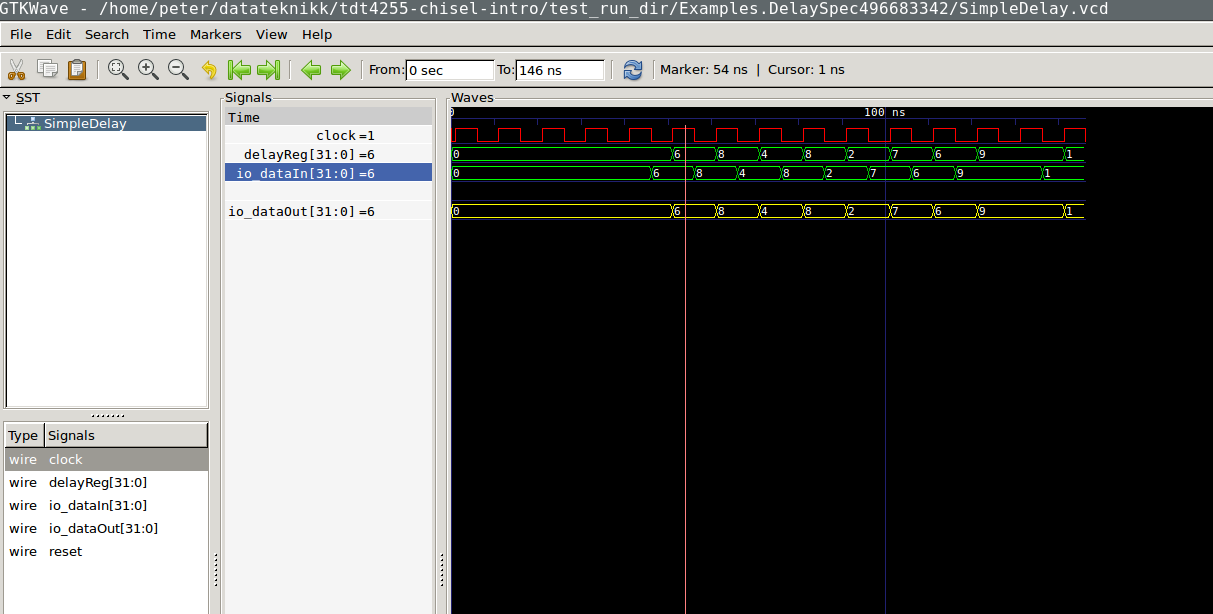 GTKWave - /home/peter/datateknikk/tdt4255-chisel-intro/test_run_dir/Examples.DelaySpec496683342/SimpleDelay.vcd
File Edit Search Time Markers View Help
From: 0 sec To: 146 ns Marker: 54 ns | Cursor: 1 ns
SST
SimpleDelay
Type Signals
wire clock
wire delayReg[31:0]
wire io_dataIn[31:0]
wire io_dataOut[31:0]
wire reset
Signals
Time
clock =1
delayReg[31:0] =6
io_dataIn[31:0] =6
io_dataOut[31:0] =6
Waves
0 100 ns
0 6 8 4 8 2 7 6 9 1
0 6 8 4 8 2 7 6 9 1
0 6 8 4 8 2 7 6 9 1